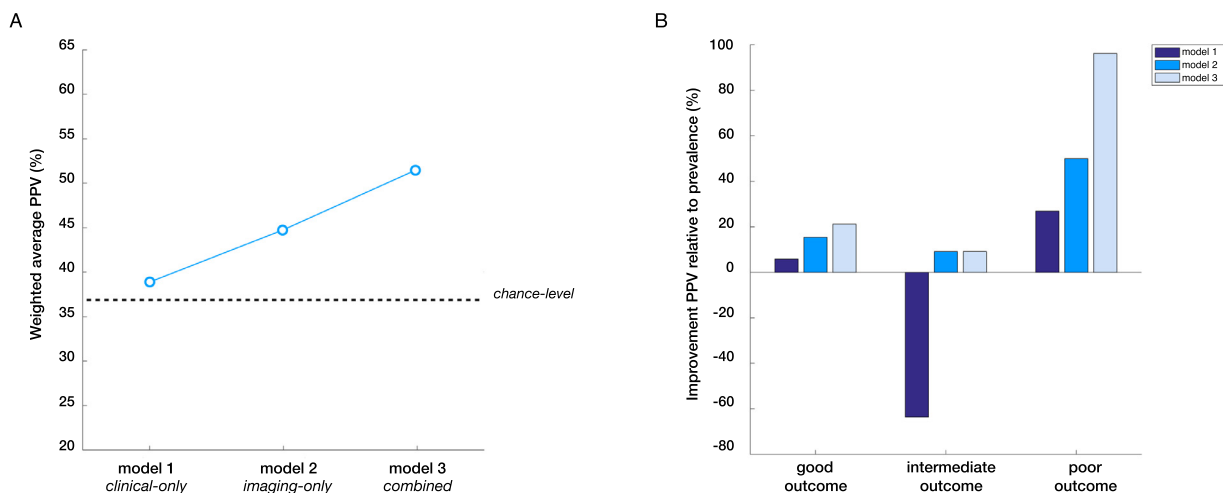 A
Weighted average PPV (%)
65
60
55
50
45
40
35
30
25
20
chance-level
model 1
clinical-only
model 2
imaging-only
model 3
combined
B
Improvement PPV relative to prevalence (%)
100
80
60
40
20
0
-20
-40
-60
-80
good
outcome
intermediate
outcome
poor
outcome
model 1
model 2
model 3